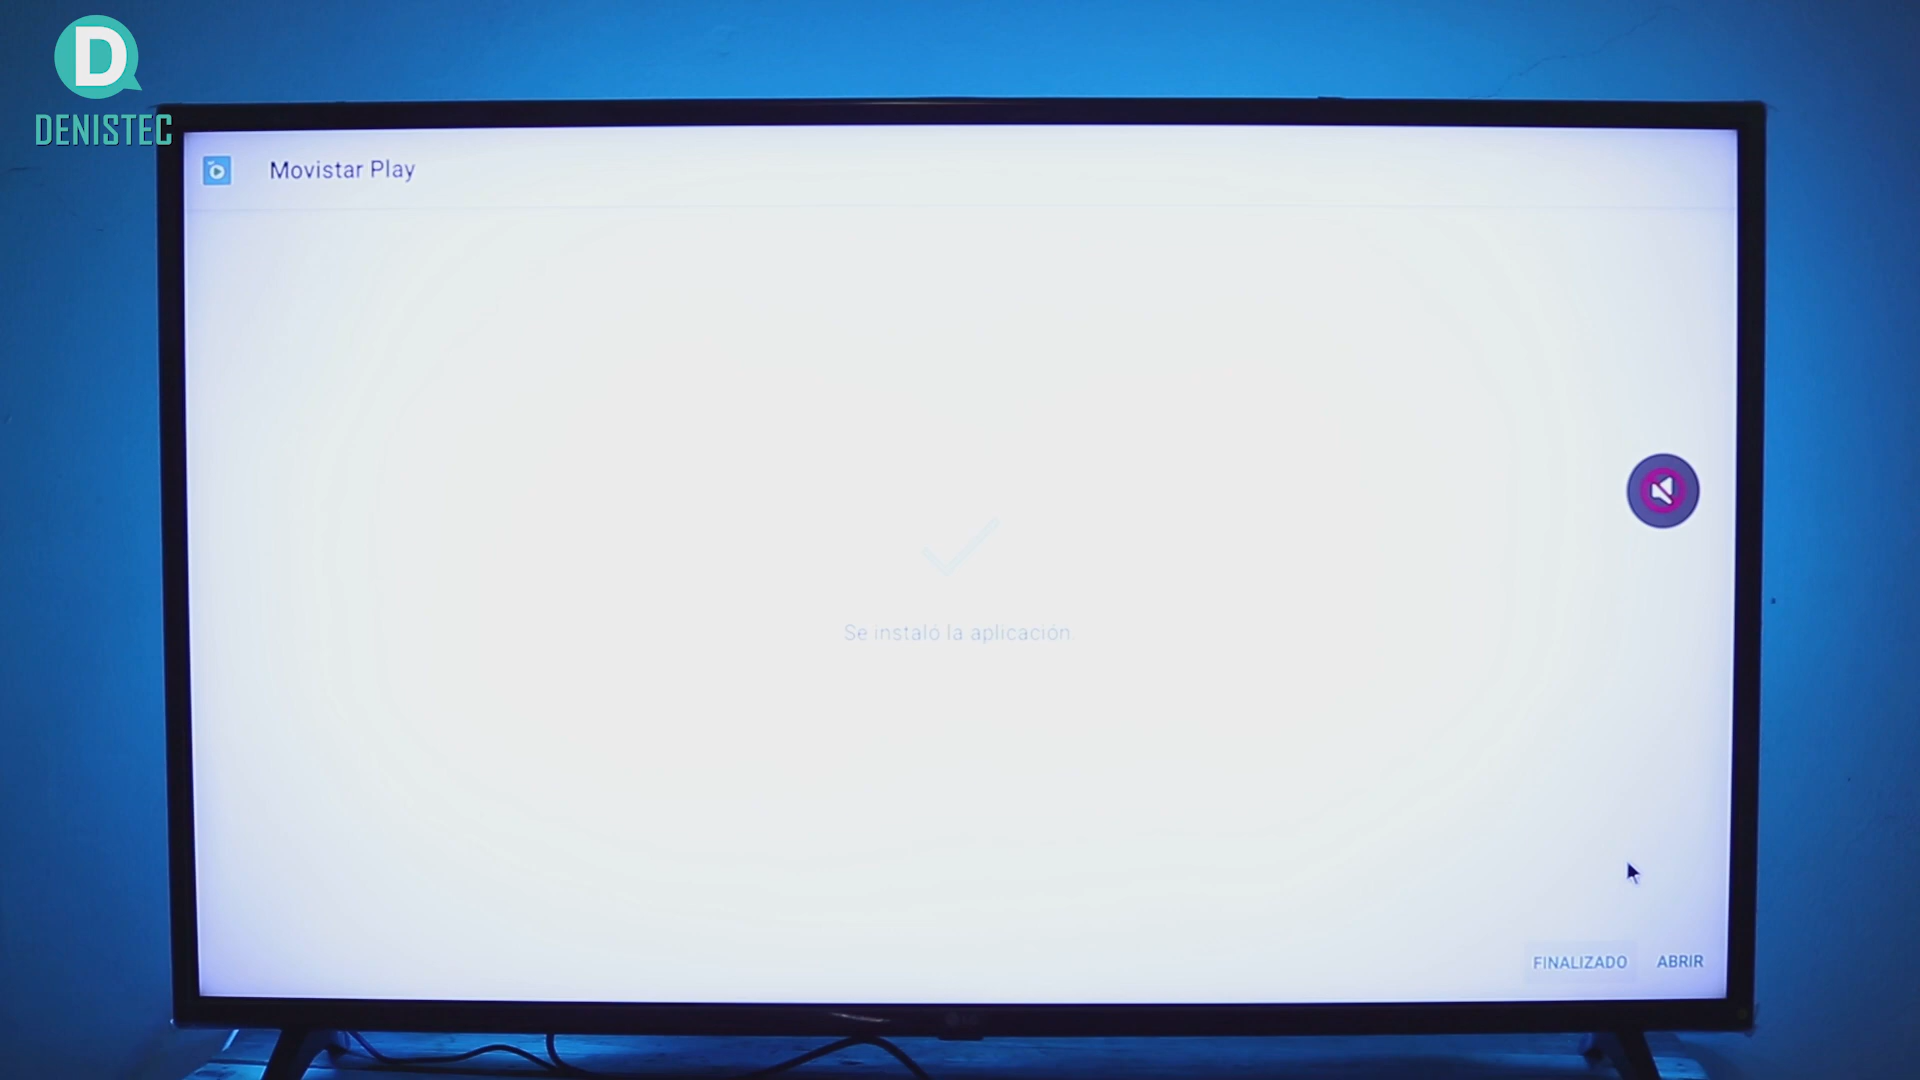 D
DENISTEC
Movistar Play
Se instaló la aplicación.
FINALIZADO ABRIR